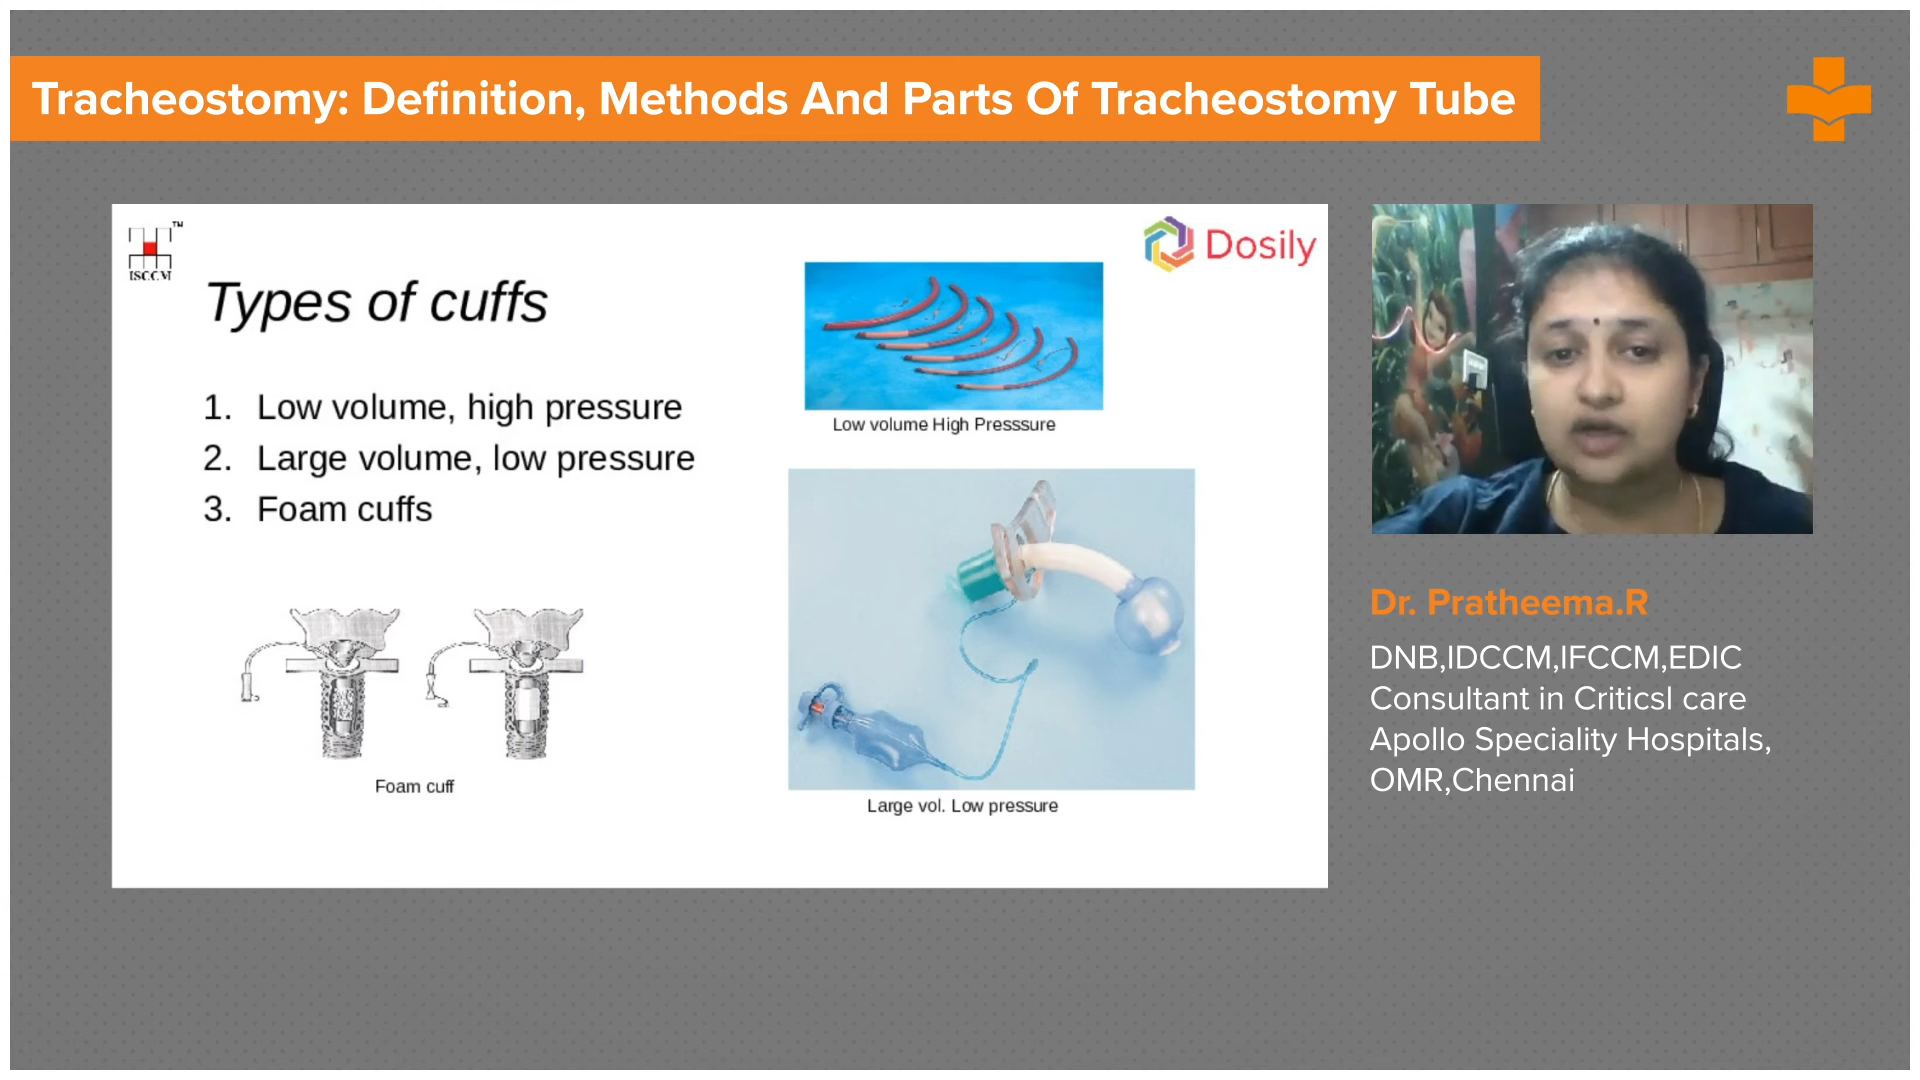 Tracheostomy: Definition, Methods And Parts Of Tracheostomy Tube
TM
ISCCM
Dosily
Types of cuffs
1. Low volume, high pressure
2. Large volume, low pressure
3. Foam cuffs
Low volume High Presssure
Foam cuff
Large vol. Low pressure
Dr. Pratheema.R
DNB,IDCCM,IFCCM,EDIC
Consultant in Criticsl care
Apollo Speciality Hospitals,
OMR,Chennai